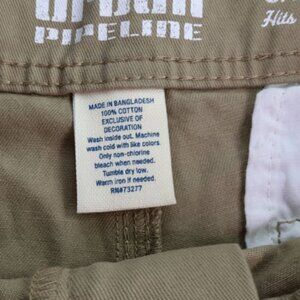 URBAN
PIPELINE
Hits
MADE IN BANGLADESH
100% COTTON
EXCLUSIVE OF
DECORATION
Wash inside out. Machine
wash cold with like colors.
Only non-chlorine
bleach when needed.
Tumble dry low.
Warm iron if needed.
RN#73277